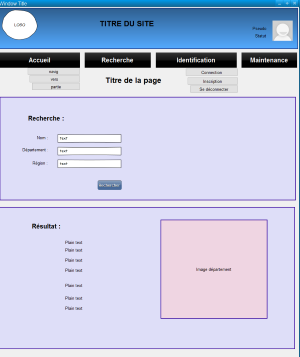 Window Title
LOGO
TITRE DU SITE
Pseudo
Statut
Accueil
Recherche
Identification
Maintenance
navig
vers
partie
Titre de la page
Connection
Inscription
Se déconnecter
Recherche :
Nom :
text
Département :
text
Région :
text
Rechercher
Résultat :
Plain text
Plain text
Plain text
Plain text
Plain text
Plain text
Plain text
Image département